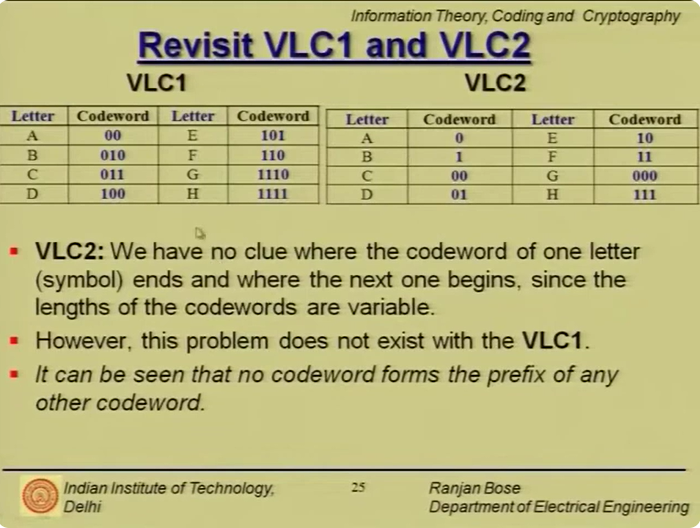 Information Theory, Coding and Cryptography
Revisit VLC1 and VLC2
VLC1
Letter Codeword Letter Codeword
A 00 E 101
B 010 F 110
C 011 G 1110
D 100 H 1111
VLC2
Letter Codeword Letter Codeword
A 0 E 10
B 1 F 11
C 00 G 000
D 01 H 111
▪ VLC2: We have no clue where the codeword of one letter
(symbol) ends and where the next one begins, since the
lengths of the codewords are variable.
▪ However, this problem does not exist with the VLC1.
▪ It can be seen that no codeword forms the prefix of any
other codeword.
Indian Institute of Technology,
Delhi
25
Ranjan Bose
Department of Electrical Engineering